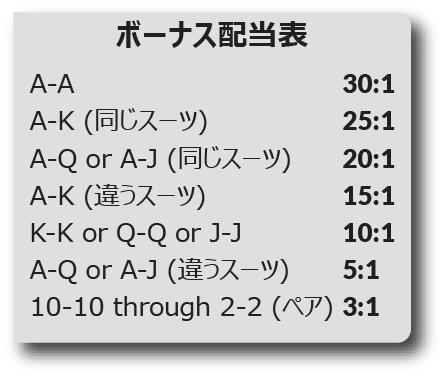 ボーナス配当表
A-A 30:1
A-K (同じスーツ) 25:1
A-Q or A-J (同じスーツ) 20:1
A-K (違うスーツ) 15:1
K-K or Q-Q or J-J 10:1
A-Q or A-J (違うスーツ) 5:1
10-10 through 2-2 (ペア) 3:1